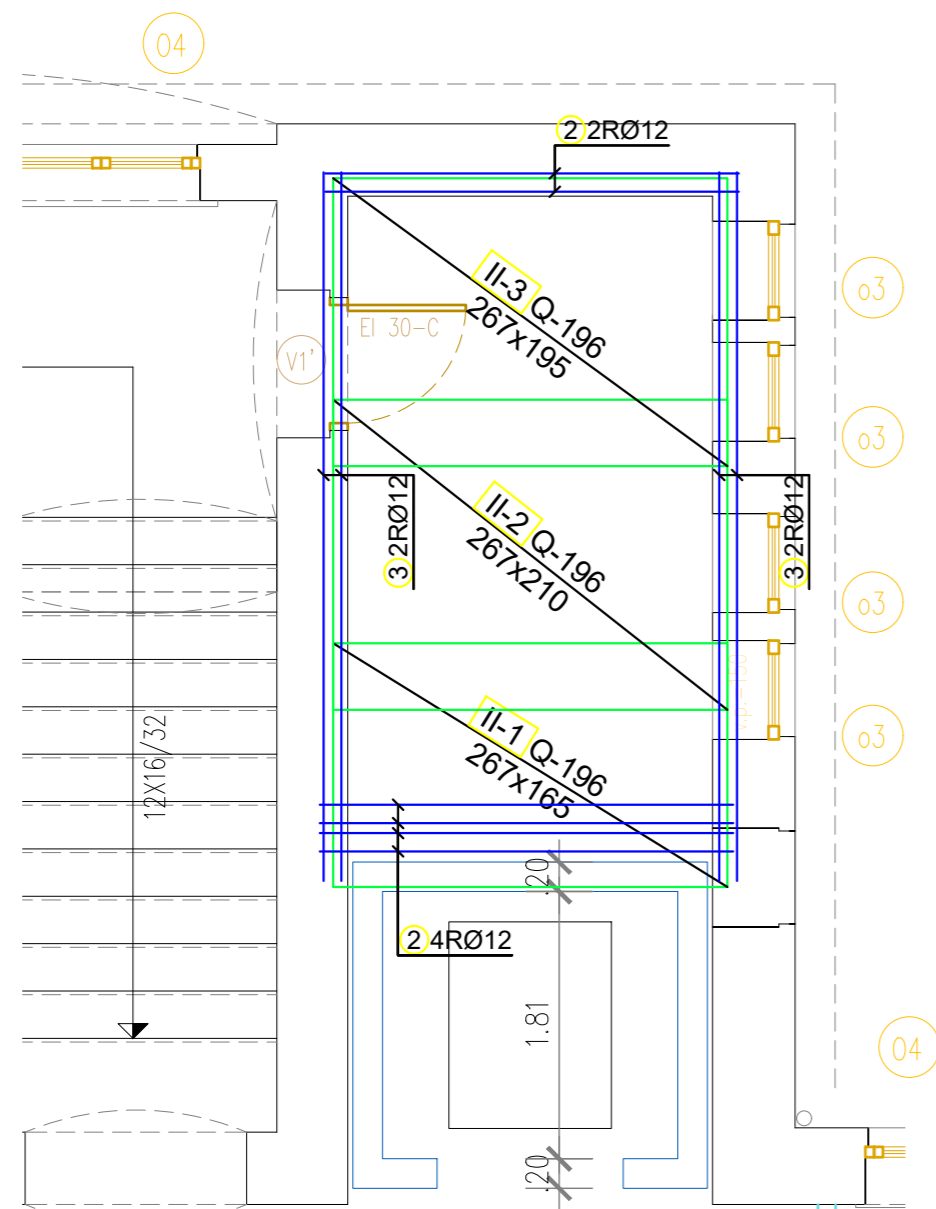 04
2 2RØ12
II-3 Q-196
267x195
o3
EI 30-C
V1'
o3
3 2RØ12
3 2RØ12
II-2 Q-196
267x210
o3
II-1 Q-196
267x165
o3
12X16/32
.20
2 4RØ12
1.81
04
.20